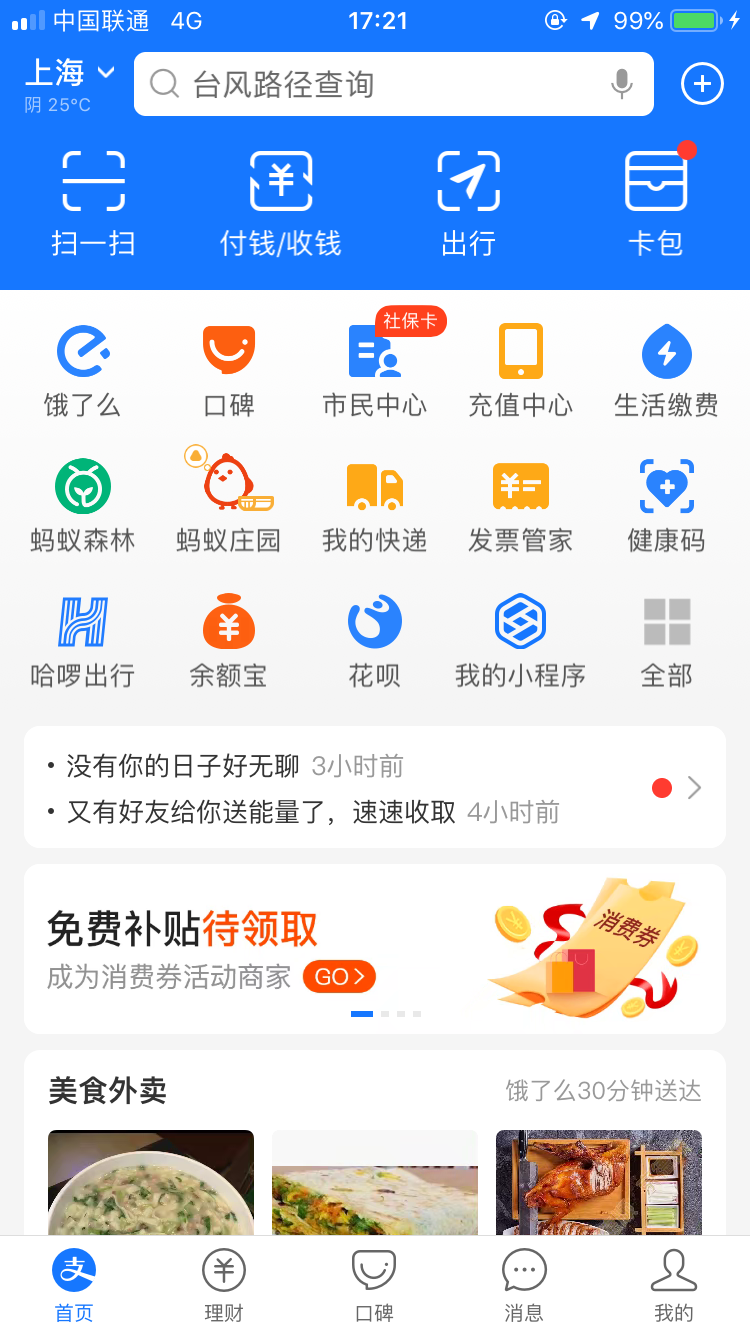 中国联通 4G 17:21 99%
上海
阴 25°C
台风路径查询
扫一扫 付钱/收钱 出行 卡包
社保卡
饿了么 口碑 市民中心 充值中心 生活缴费
蚂蚁森林 蚂蚁庄园 我的快递 发票管家 健康码
哈啰出行 余额宝 花呗 我的小程序 全部
• 没有你的日子好无聊 3小时前
• 又有好友给你送能量了，速速收取 4小时前
免费补贴待领取
成为消费券活动商家 GO
消费券
美食外卖 饿了么30分钟送达
首页 理财 口碑 消息 我的